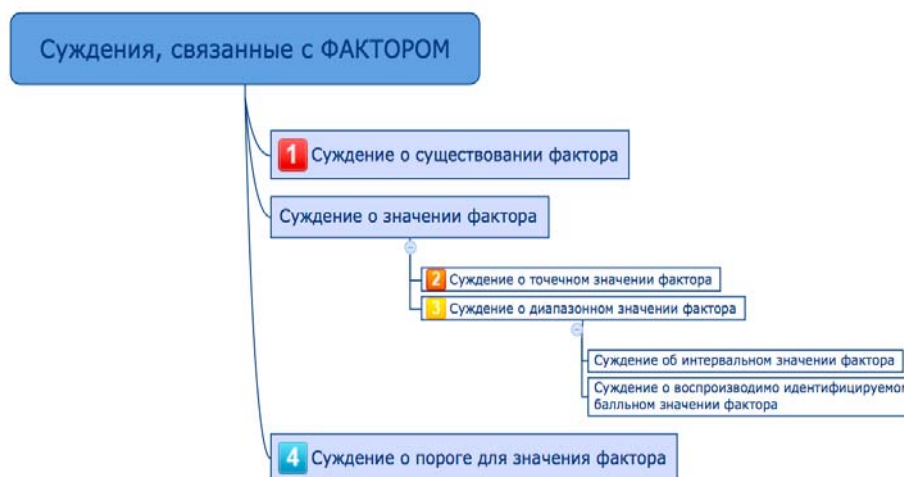 Суждения, связанные с ФАКТОРОМ
1 Суждение о существовании фактора
Суждение о значении фактора
2 Суждение о точечном значении фактора
3 Суждение о диапазонном значении фактора
Суждение об интервальном значении фактора
Суждение о воспроизводимо идентифицируемом
балльном значении фактора
4 Суждение о пороге для значения фактора